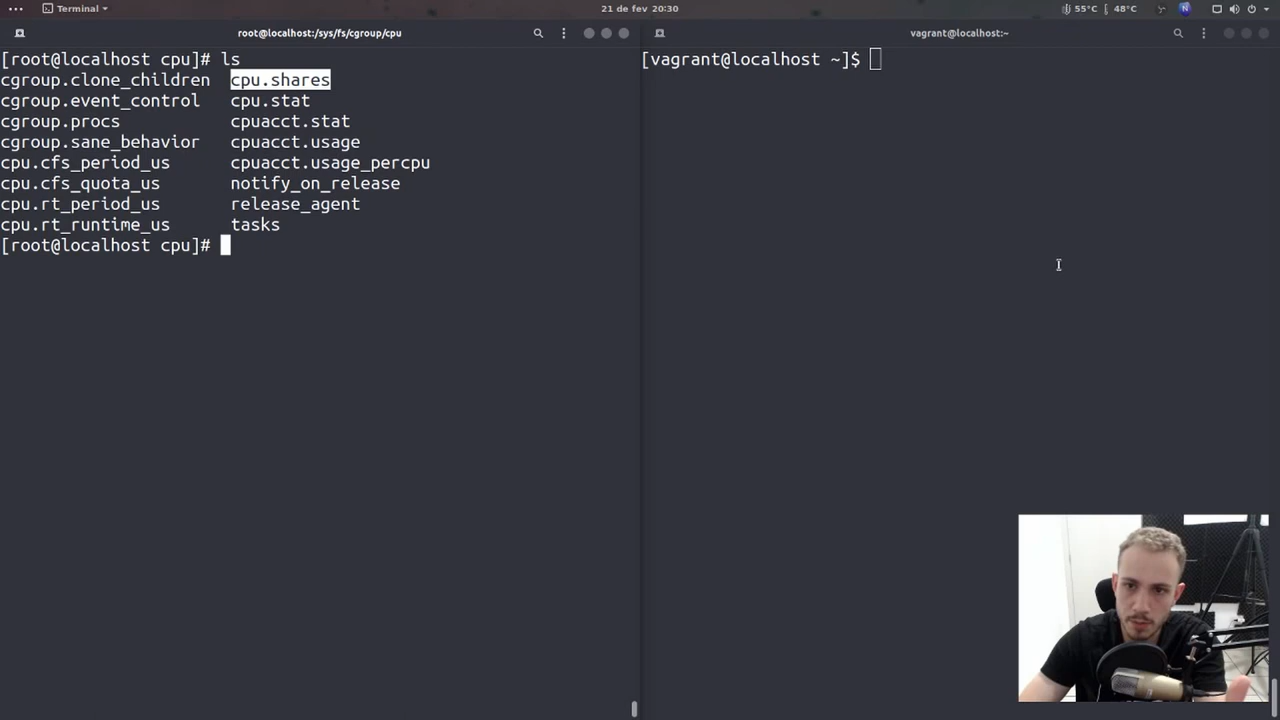 Terminal
21 de fev 20:30
55°C
48°C
N
root@localhost:/sys/fs/cgroup/cpu
[root@localhost cpu]# ls
cgroup.clone_children cpu.shares
cgroup.event_control cpu.stat
cgroup.procs cpuacct.stat
cgroup.sane_behavior cpuacct.usage
cpu.cfs_period_us cpuacct.usage_percpu
cpu.cfs_quota_us notify_on_release
cpu.rt_period_us release_agent
cpu.rt_runtime_us tasks
[root@localhost cpu]#
vagrant@localhost:~
[vagrant@localhost ~]$